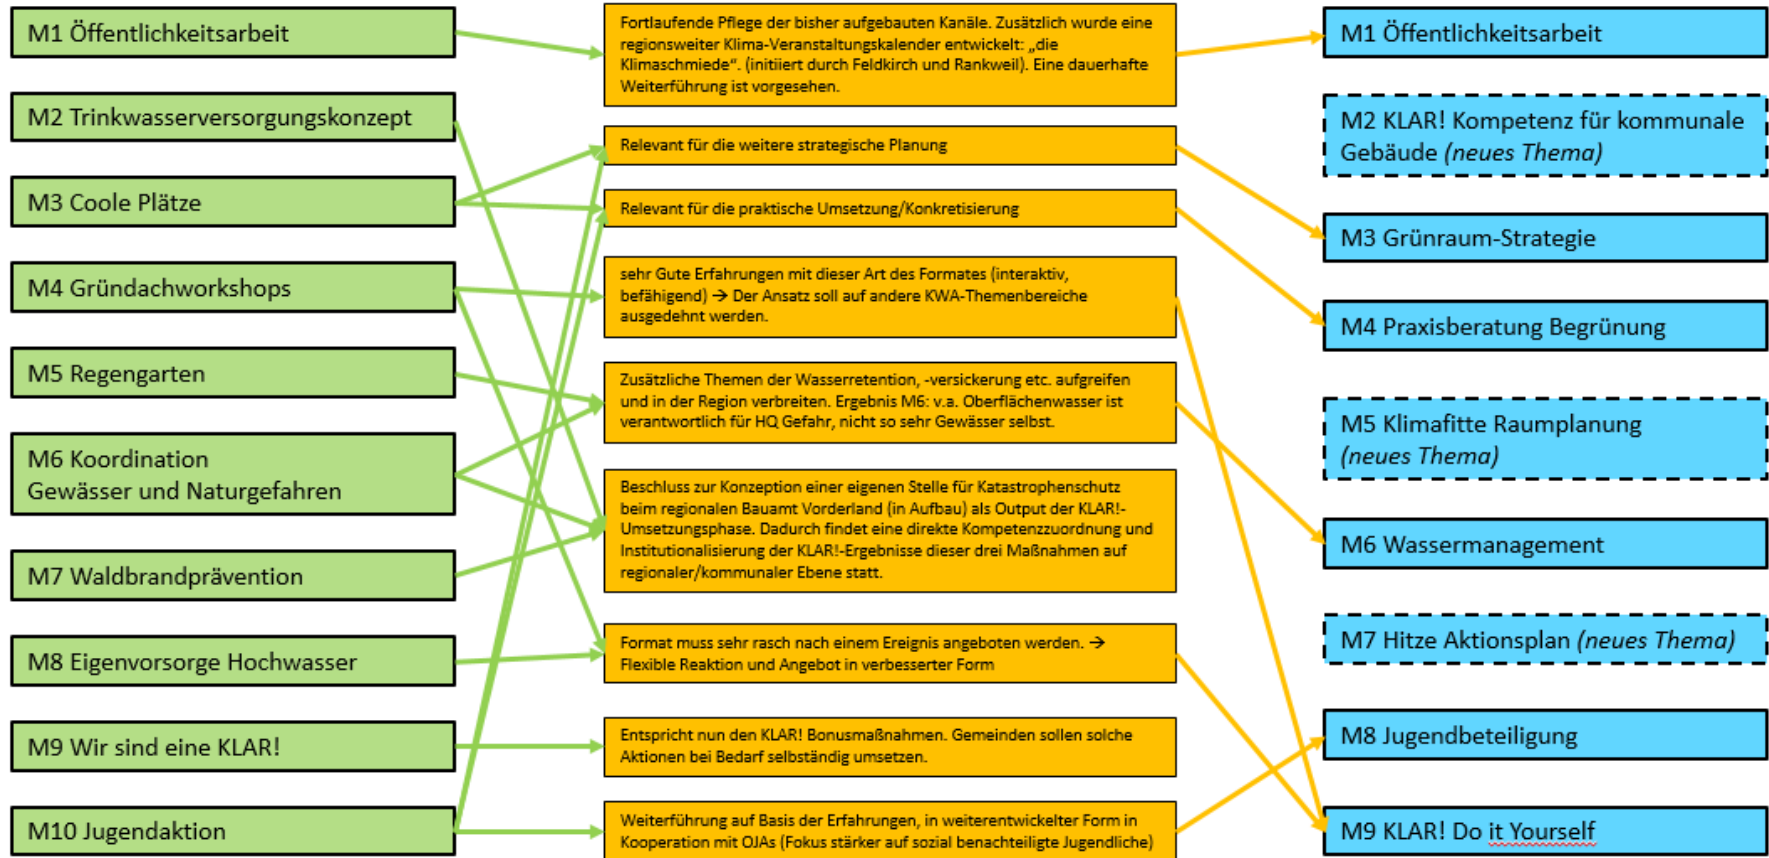 M1 Öffentlichkeitsarbeit
M2 Trinkwasserversorgungskonzept
M3 Coole Plätze
M4 Gründachworkshops
M5 Regengarten
M6 Koordination
Gewässer und Naturgefahren
M7 Waldbrandprävention
M8 Eigenvorsorge Hochwasser
M9 Wir sind eine KLAR!
M10 Jugendaktion
Fortlaufende Pflege der bisher aufgebauten Kanäle. Zusätzlich wurde eine
regionsweiter Klima-Veranstaltungskalender entwickelt: „die
Klimaschmiede“. (initiiert durch Feldkirch und Rankweil). Eine dauerhafte
Weiterführung ist vorgesehen.
Relevant für die weitere strategische Planung
Relevant für die praktische Umsetzung/Konkretisierung
sehr Gute Erfahrungen mit dieser Art des Formates (interaktiv,
befähigend) → Der Ansatz soll auf andere KWA-Themenbereiche
ausgedehnt werden.
Zusätzliche Themen der Wasserretention, -versickerung etc. aufgreifen
und in der Region verbreiten. Ergebnis M6: v.a. Oberflächenwasser ist
verantwortlich für HQ Gefahr, nicht so sehr Gewässer selbst.
Beschluss zur Konzeption einer eigenen Stelle für Katastrophenschutz
beim regionalen Bauamt Vorderland (in Aufbau) als Output der KLAR!-
Umsetzungsphase. Dadurch findet eine direkte Kompetenzzuordnung und
Institutionalisierung der KLAR!-Ergebnisse dieser drei Maßnahmen auf
regionaler/kommunaler Ebene statt.
Format muss sehr rasch nach einem Ereignis angeboten werden. →
Flexible Reaktion und Angebot in verbesserter Form
Entspricht nun den KLAR! Bonusmaßnahmen. Gemeinden sollen solche
Aktionen bei Bedarf selbständig umsetzen.
Weiterführung auf Basis der Erfahrungen, in weiterentwickelter Form in
Kooperation mit OJAs (Fokus stärker auf sozial benachteiligte Jugendliche)
M1 Öffentlichkeitsarbeit
M2 KLAR! Kompetenz für kommunale
Gebäude (neues Thema)
M3 Grünraum-Strategie
M4 Praxisberatung Begrünung
M5 Klimafitte Raumplanung
(neues Thema)
M6 Wassermanagement
M7 Hitze Aktionsplan (neues Thema)
M8 Jugendbeteiligung
M9 KLAR! Do it Yourself